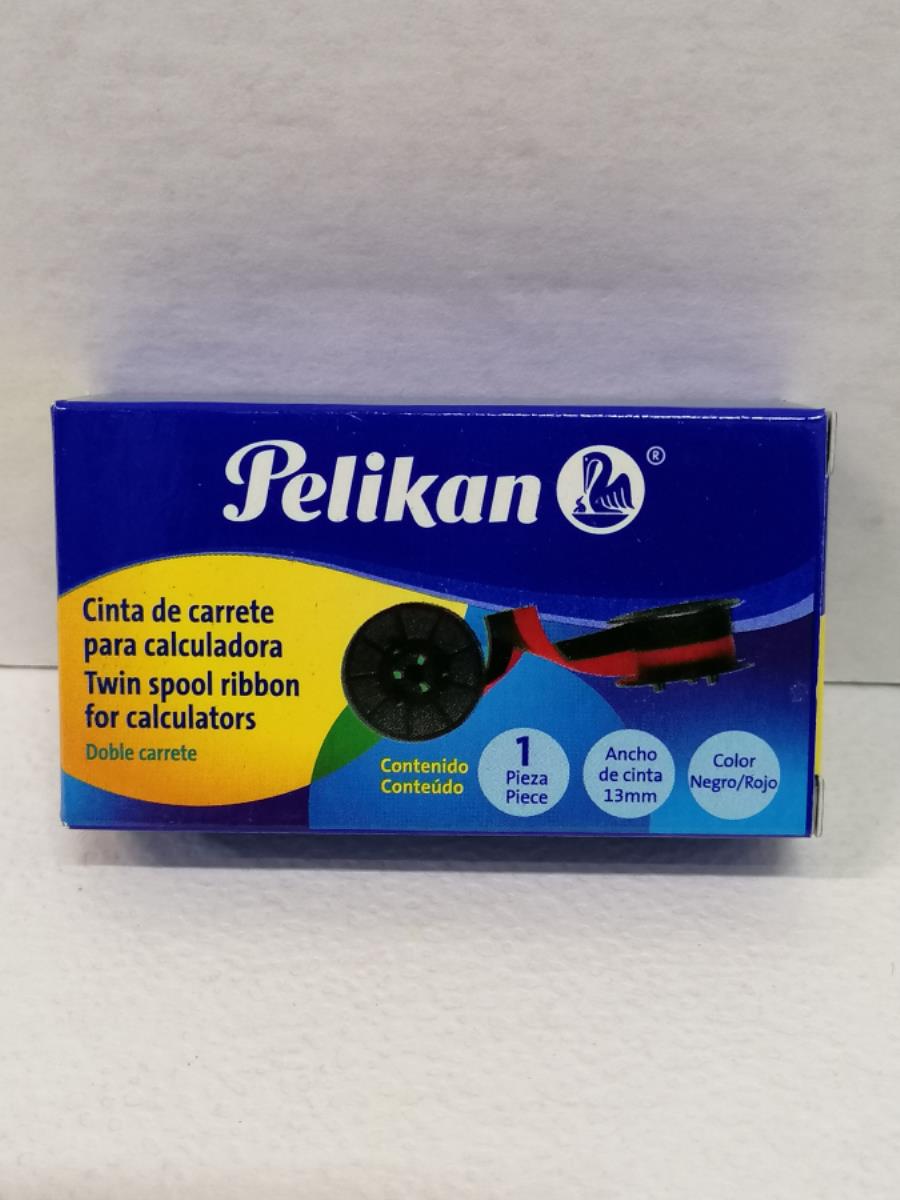 Pelikan ®
Cinta de carrete
para calculadora
Twin spool ribbon
for calculators
Doble carrete
Contenido
Conteúdo
1
Pieza
Piece
Ancho
de cinta
13mm
Color
Negro/Rojo